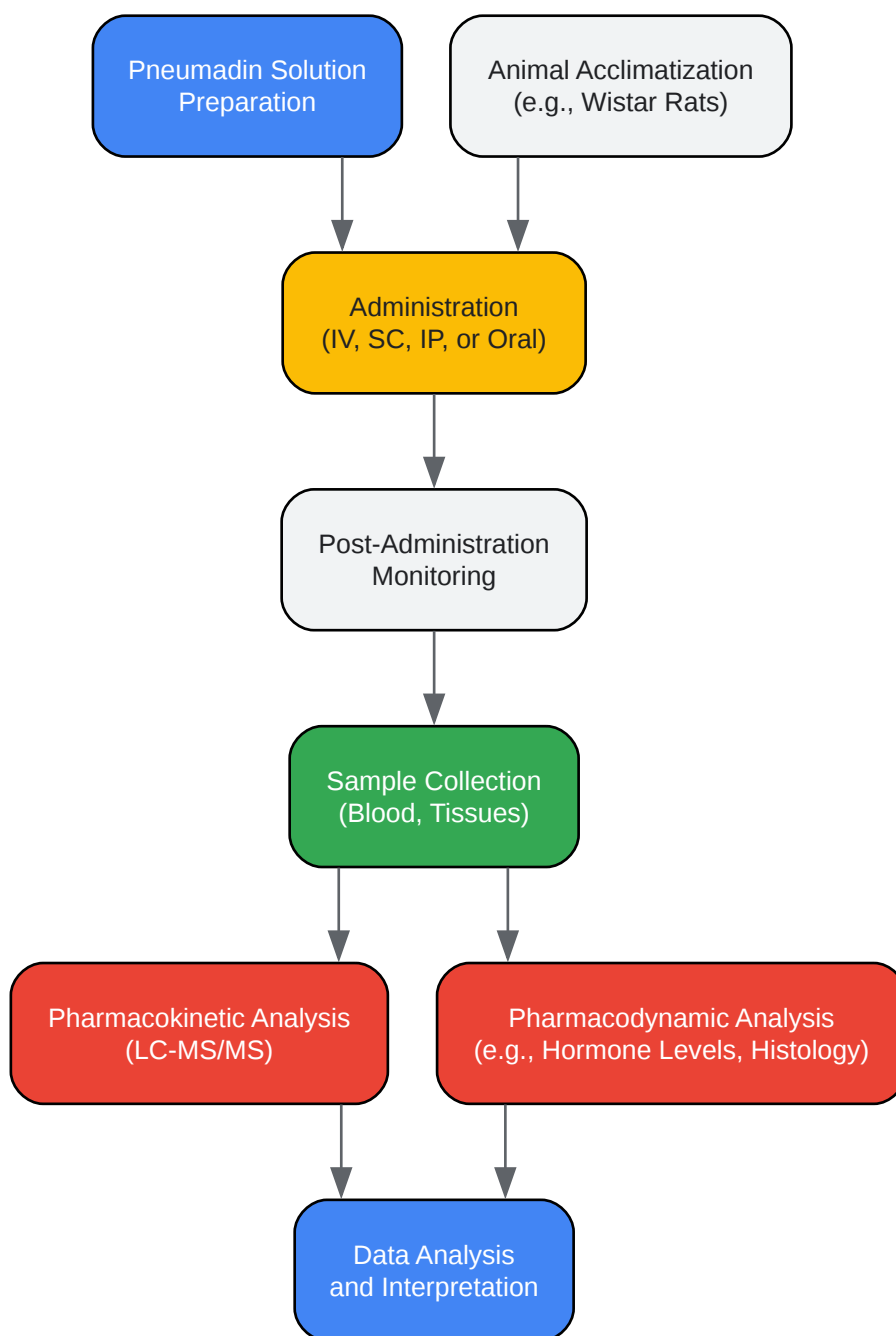 Pneumadin Solution
Preparation
Animal Acclimatization
(e.g., Wistar Rats)
Administration
(IV, SC, IP, or Oral)
Post-Administration
Monitoring
Sample Collection
(Blood, Tissues)
Pharmacokinetic Analysis
(LC-MS/MS)
Pharmacodynamic Analysis
(e.g., Hormone Levels, Histology)
Data Analysis
and Interpretation